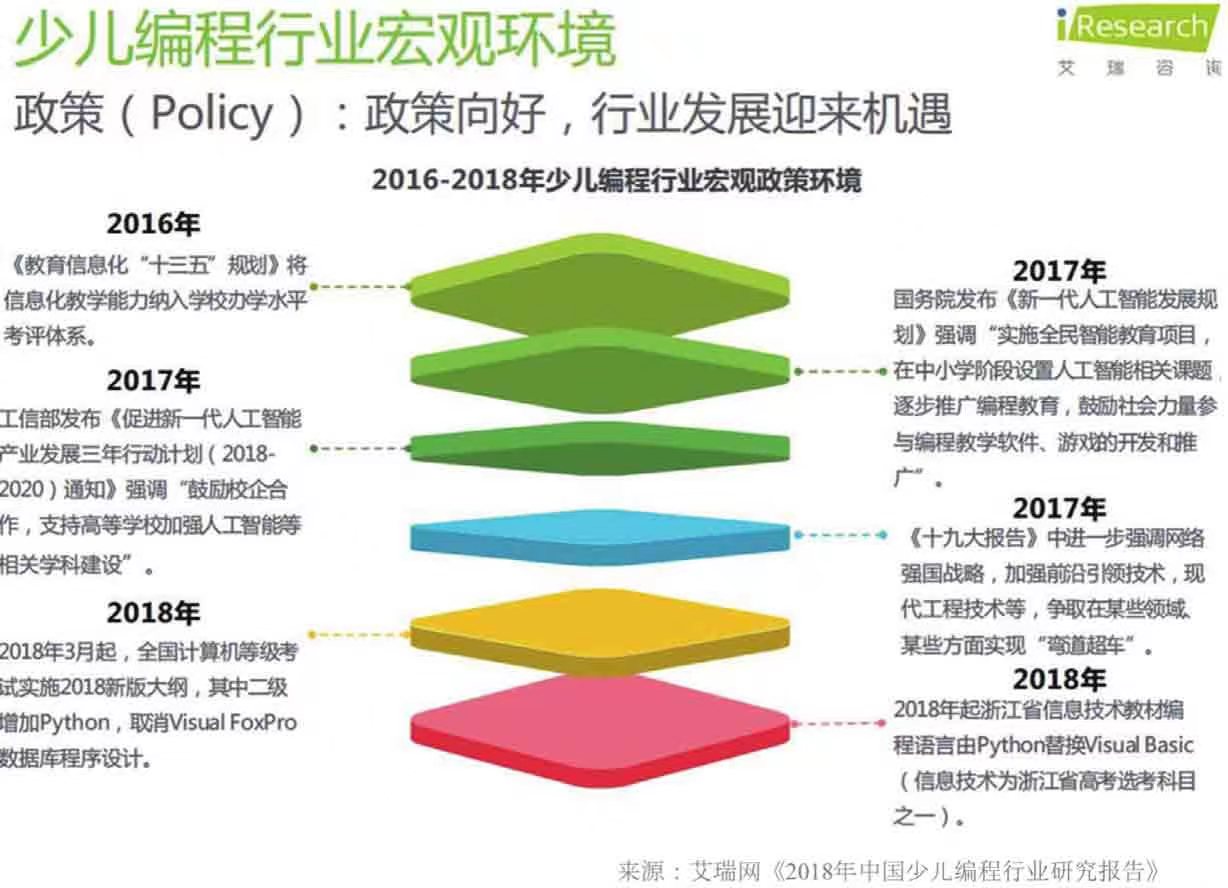 少儿编程行业宏观环境
iResearch
艾瑞咨询
政策（Policy）：政策向好，行业发展迎来机遇
2016-2018年少儿编程行业宏观政策环境
2016年
《教育信息化“十三五”规划》将
信息化教学能力纳入学校办学水平
考评体系。
2017年
国务院发布《新一代人工智能发展规
划》强调“实施全民智能教育项目，
在中小学阶段设置人工智能相关课题，
逐步推广编程教育，鼓励社会力量参
与编程教学软件、游戏的开发和推
广”。
2017年
工信部发布《促进新一代人工智能
产业发展三年行动计划（2018-
2020）通知》强调“鼓励校企合
作，支持高等学校加强人工智能等
相关学科建设”。
2017年
《十九大报告》中进一步强调网络
强国战略，加强前沿引领技术，现
代工程技术等，争取在某些领域、
某些方面实现“弯道超车”。
2018年
2018年3月起，全国计算机等级考
试实施2018新版大纲，其中二级
增加Python，取消Visual FoxPro
数据库程序设计。
2018年
2018年起浙江省信息技术教材编
程语言由Python替换Visual Basic
（信息技术为浙江省高考选考科目
之一）。
来源：艾瑞网《2018年中国少儿编程行业研究报告》